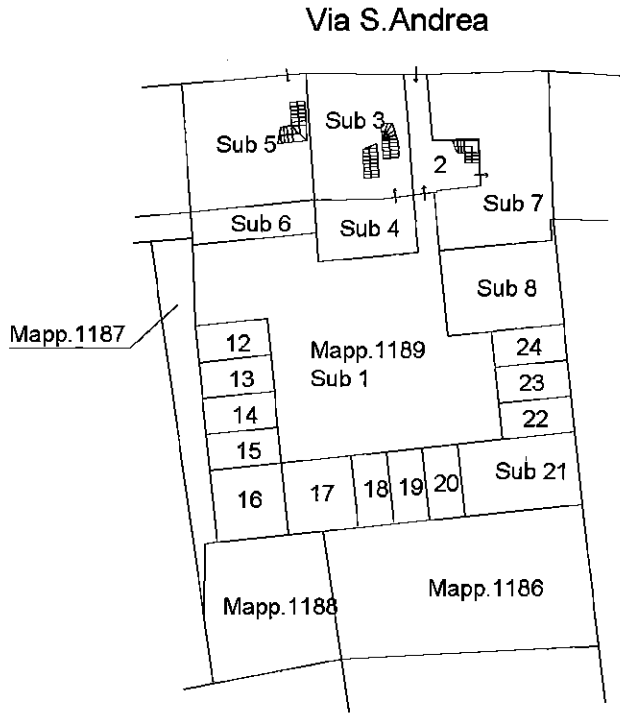 Via S.Andrea
Sub 5
Sub 3
2
Sub 7
Sub 6
Sub 4
Sub 8
Mapp.1187
12
13
14
15
Mapp.1189
Sub 1
24
23
22
16
17
18
19
20
Sub 21
Mapp.1188
Mapp.1186